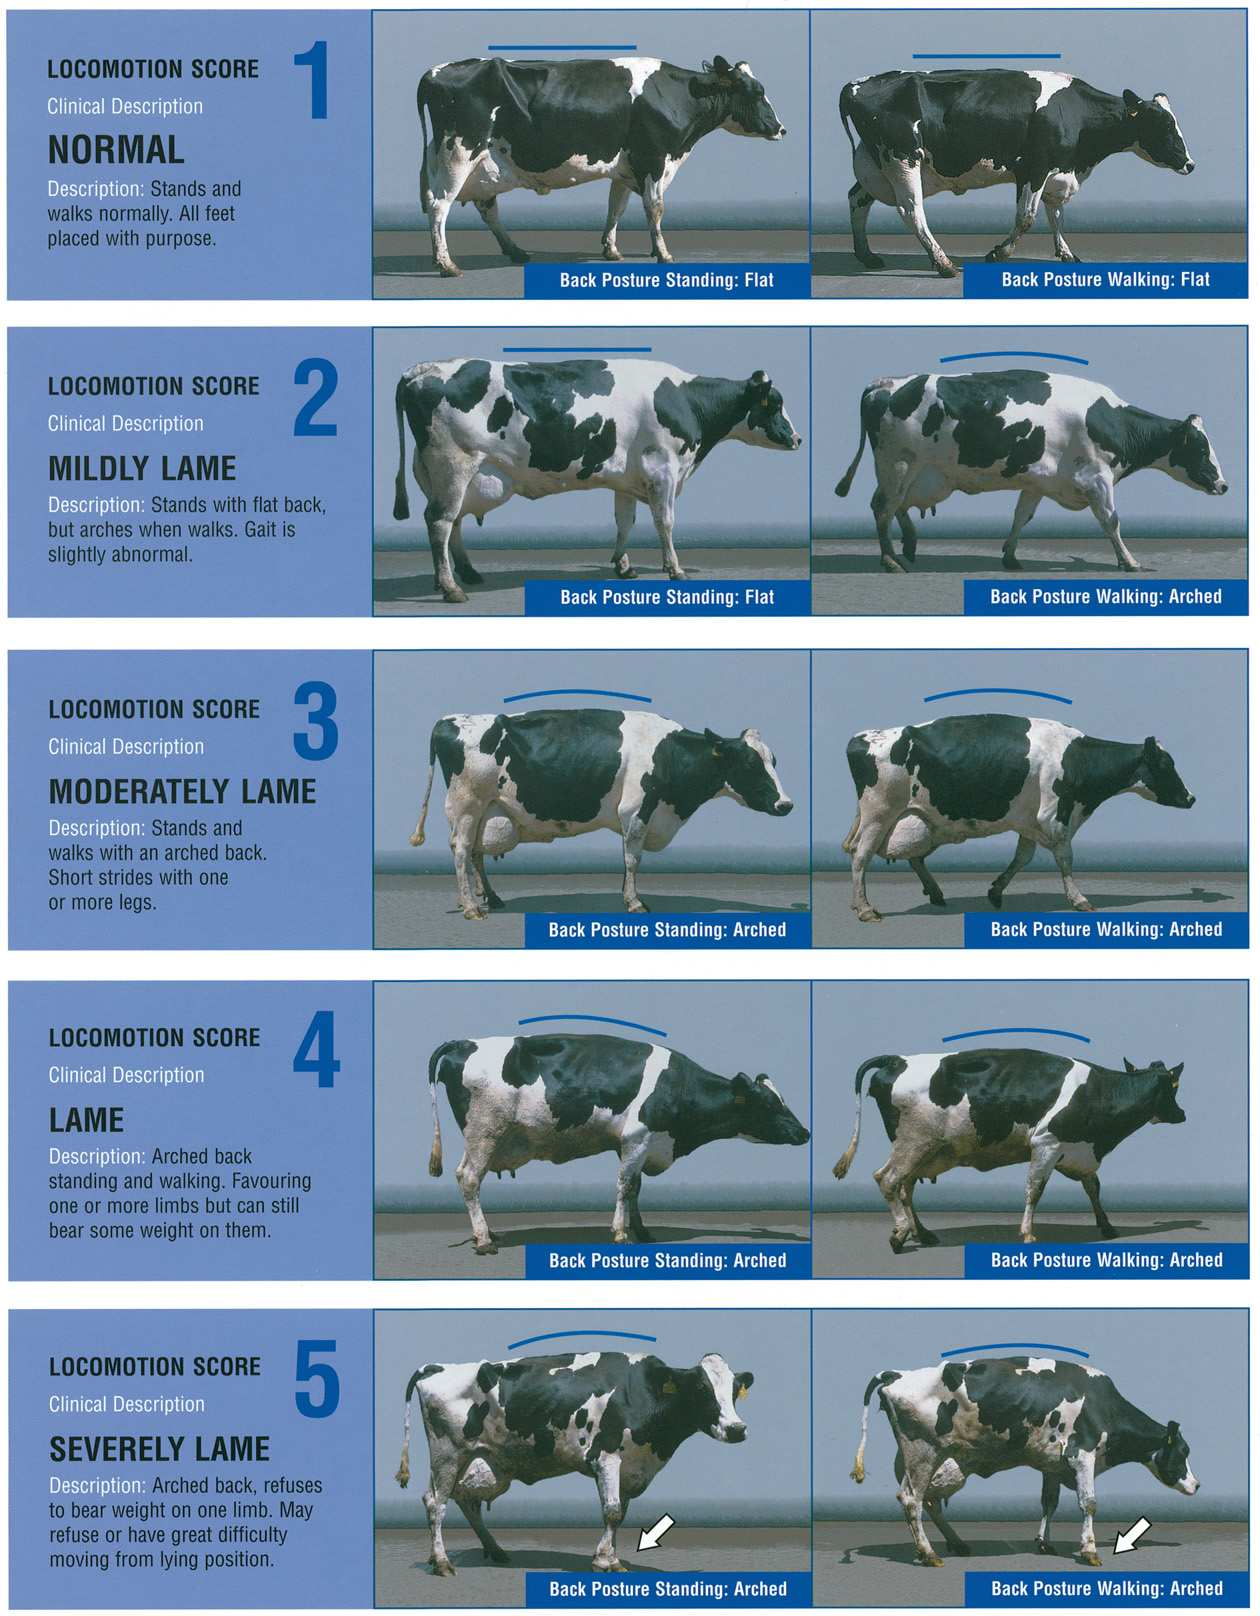 LOCOMOTION SCORE 1
Clinical Description
NORMAL
Description: Stands and
walks normally. All feet
placed with purpose.
Back Posture Standing: Flat
Back Posture Walking: Flat
LOCOMOTION SCORE 2
Clinical Description
MILDLY LAME
Description: Stands with flat back,
but arches when walks. Gait is
slightly abnormal.
Back Posture Standing: Flat
Back Posture Walking: Arched
LOCOMOTION SCORE 3
Clinical Description
MODERATELY LAME
Description: Stands and
walks with an arched back.
Short strides with one
or more legs.
Back Posture Standing: Arched
Back Posture Walking: Arched
LOCOMOTION SCORE 4
Clinical Description
LAME
Description: Arched back
standing and walking. Favouring
one or more limbs but can still
bear some weight on them.
Back Posture Standing: Arched
Back Posture Walking: Arched
LOCOMOTION SCORE 5
Clinical Description
SEVERELY LAME
Description: Arched back, refuses
to bear weight on one limb. May
refuse or have great difficulty
moving from lying position.
Back Posture Standing: Arched
Back Posture Walking: Arched